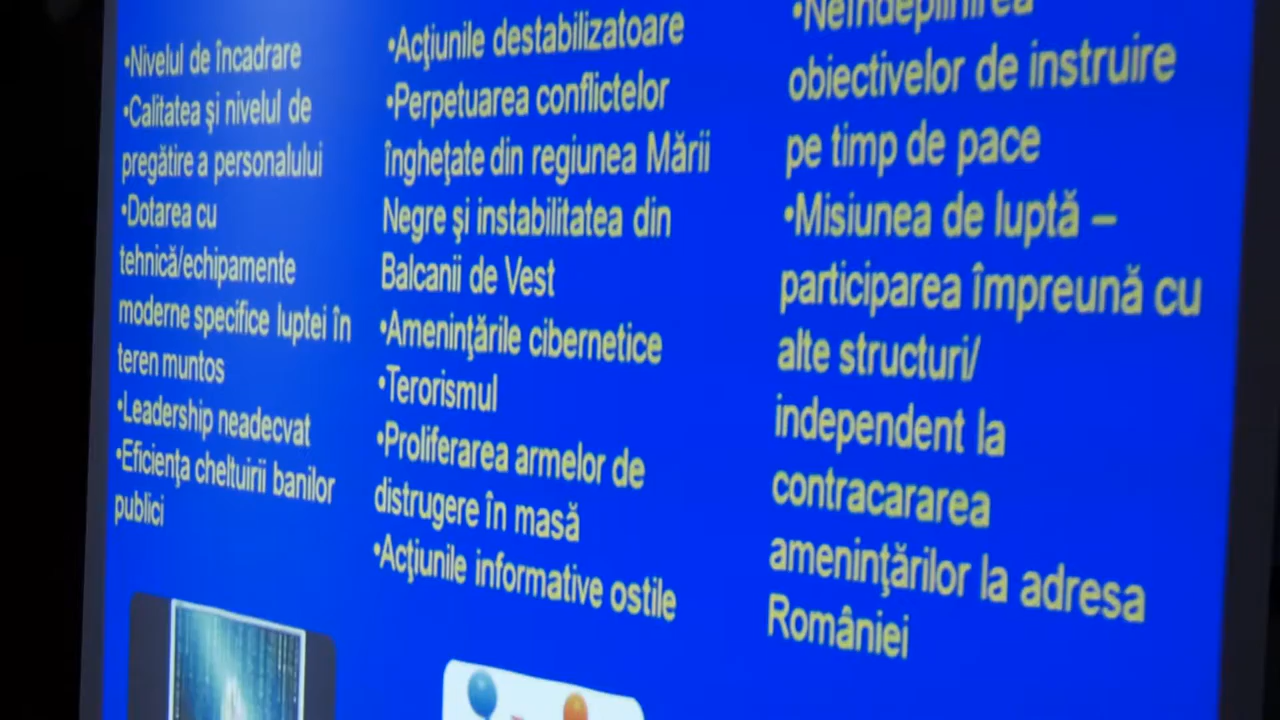 •Nivelul de încadrare
•Calitatea şi nivelul de
pregătire a personalului
•Dotarea cu
tehnică/echipamente
moderne specifice luptei în
teren muntos
•Leadership neadecvat
•Eficienţa cheltuirii banilor
publici
•Acţiunile destabilizatoare
•Perpetuarea conflictelor
îngheţate din regiunea Mării
Negre şi instabilitatea din
Balcanii de Vest
•Ameninţările cibernetice
•Terorismul
•Proliferarea armelor de
distrugere în masă
•Acţiunile informative ostile
•Neîndeplinirea
obiectivelor de instruire
pe timp de pace
•Misiunea de luptă –
participarea împreună cu
alte structuri/
independent la
contracararea
ameninţărilor la adresa
României